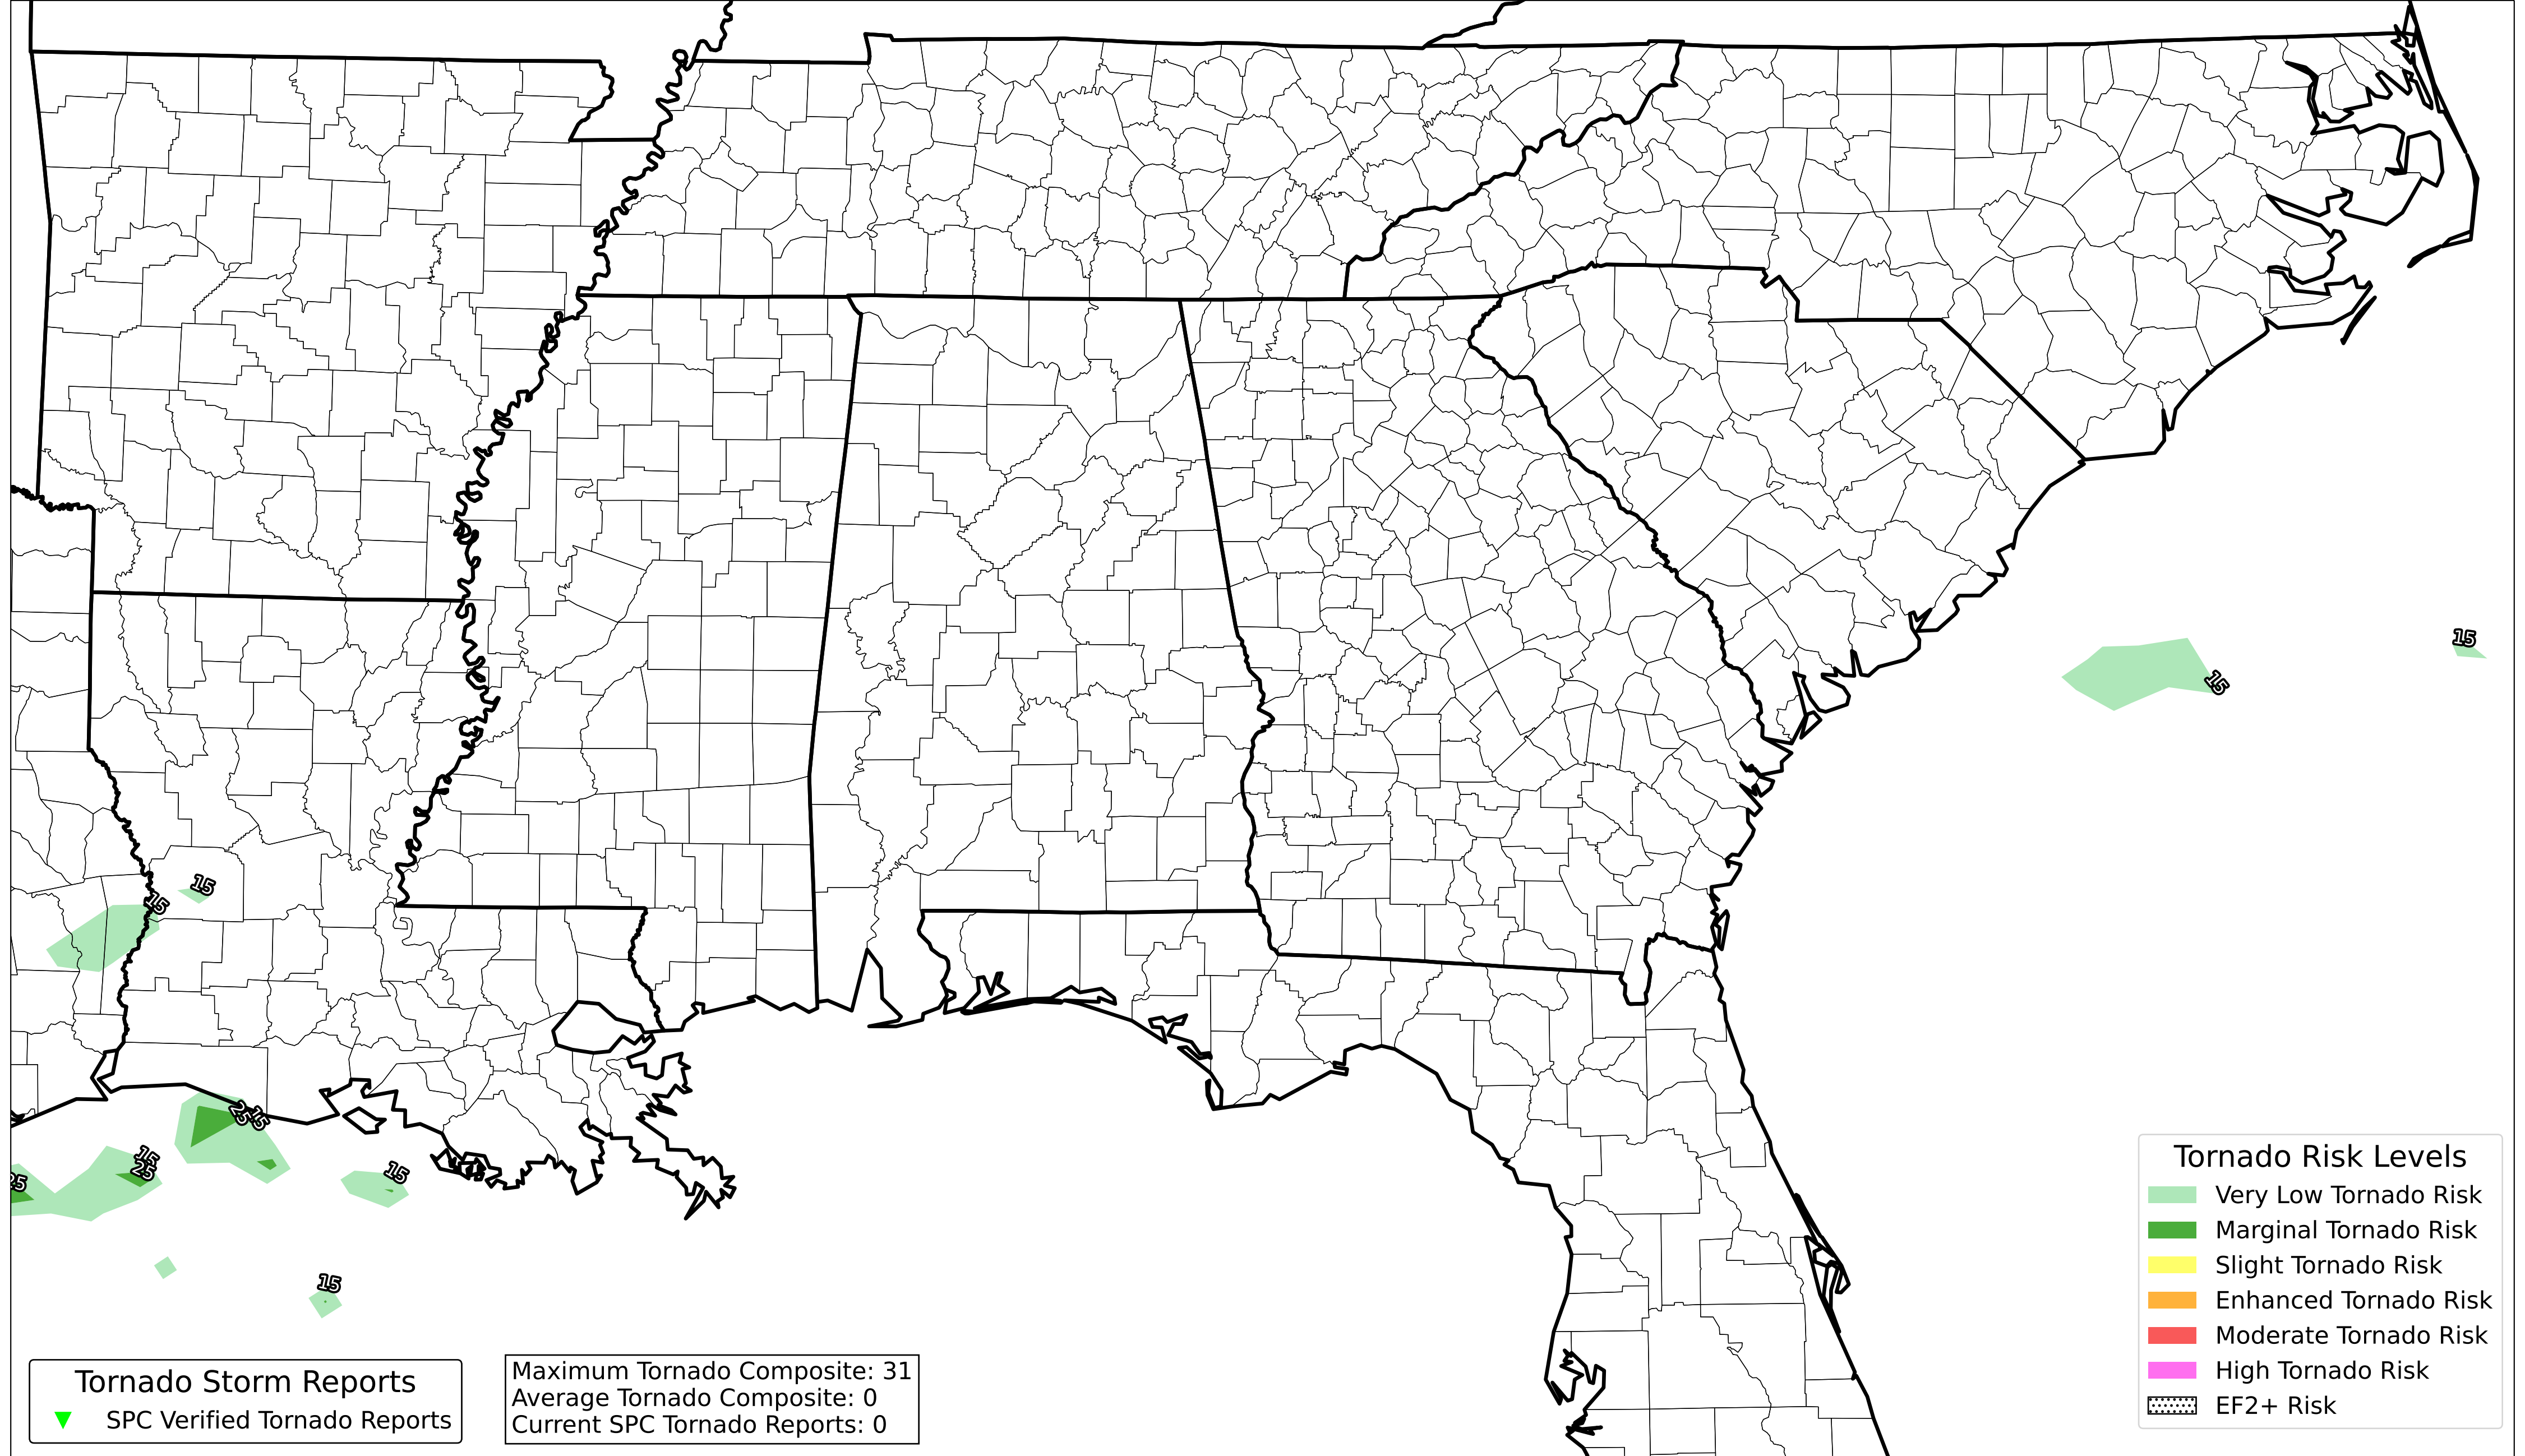 15
15
15
15
25
15
15
25
25
15
15
Tornado Risk Levels
Very Low Tornado Risk
Marginal Tornado Risk
Slight Tornado Risk
Enhanced Tornado Risk
Moderate Tornado Risk
High Tornado Risk
EF2+ Risk
Tornado Storm Reports
SPC Verified Tornado Reports
Maximum Tornado Composite: 31
Average Tornado Composite: 0
Current SPC Tornado Reports: 0